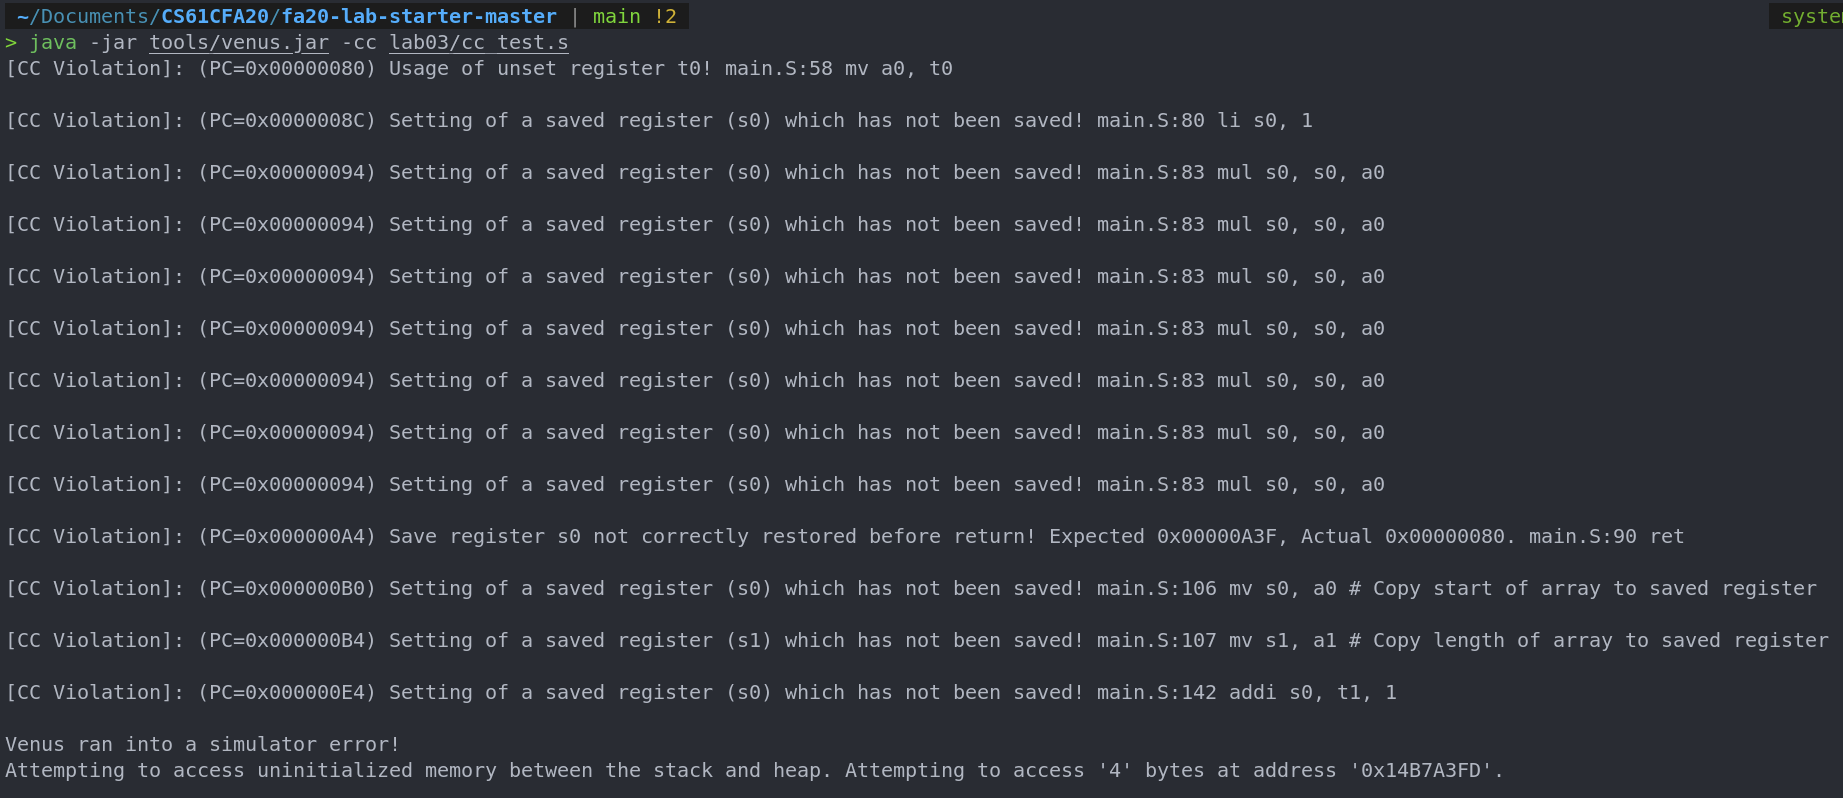 ~/Documents/CS61CFA20/fa20-lab-starter-master | main !2 system
> java -jar tools/venus.jar -cc lab03/cc_test.s
[CC Violation]: (PC=0x00000080) Usage of unset register t0! main.S:58 mv a0, t0
[CC Violation]: (PC=0x0000008C) Setting of a saved register (s0) which has not been saved! main.S:80 li s0, 1
[CC Violation]: (PC=0x00000094) Setting of a saved register (s0) which has not been saved! main.S:83 mul s0, s0, a0
[CC Violation]: (PC=0x00000094) Setting of a saved register (s0) which has not been saved! main.S:83 mul s0, s0, a0
[CC Violation]: (PC=0x00000094) Setting of a saved register (s0) which has not been saved! main.S:83 mul s0, s0, a0
[CC Violation]: (PC=0x00000094) Setting of a saved register (s0) which has not been saved! main.S:83 mul s0, s0, a0
[CC Violation]: (PC=0x00000094) Setting of a saved register (s0) which has not been saved! main.S:83 mul s0, s0, a0
[CC Violation]: (PC=0x00000094) Setting of a saved register (s0) which has not been saved! main.S:83 mul s0, s0, a0
[CC Violation]: (PC=0x00000094) Setting of a saved register (s0) which has not been saved! main.S:83 mul s0, s0, a0
[CC Violation]: (PC=0x000000A4) Save register s0 not correctly restored before return! Expected 0x00000A3F, Actual 0x00000080. main.S:90 ret
[CC Violation]: (PC=0x000000B0) Setting of a saved register (s0) which has not been saved! main.S:106 mv s0, a0 # Copy start of array to saved register
[CC Violation]: (PC=0x000000B4) Setting of a saved register (s1) which has not been saved! main.S:107 mv s1, a1 # Copy length of array to saved register
[CC Violation]: (PC=0x000000E4) Setting of a saved register (s0) which has not been saved! main.S:142 addi s0, t1, 1
Venus ran into a simulator error!
Attempting to access uninitialized memory between the stack and heap. Attempting to access '4' bytes at address '0x14B7A3FD'.